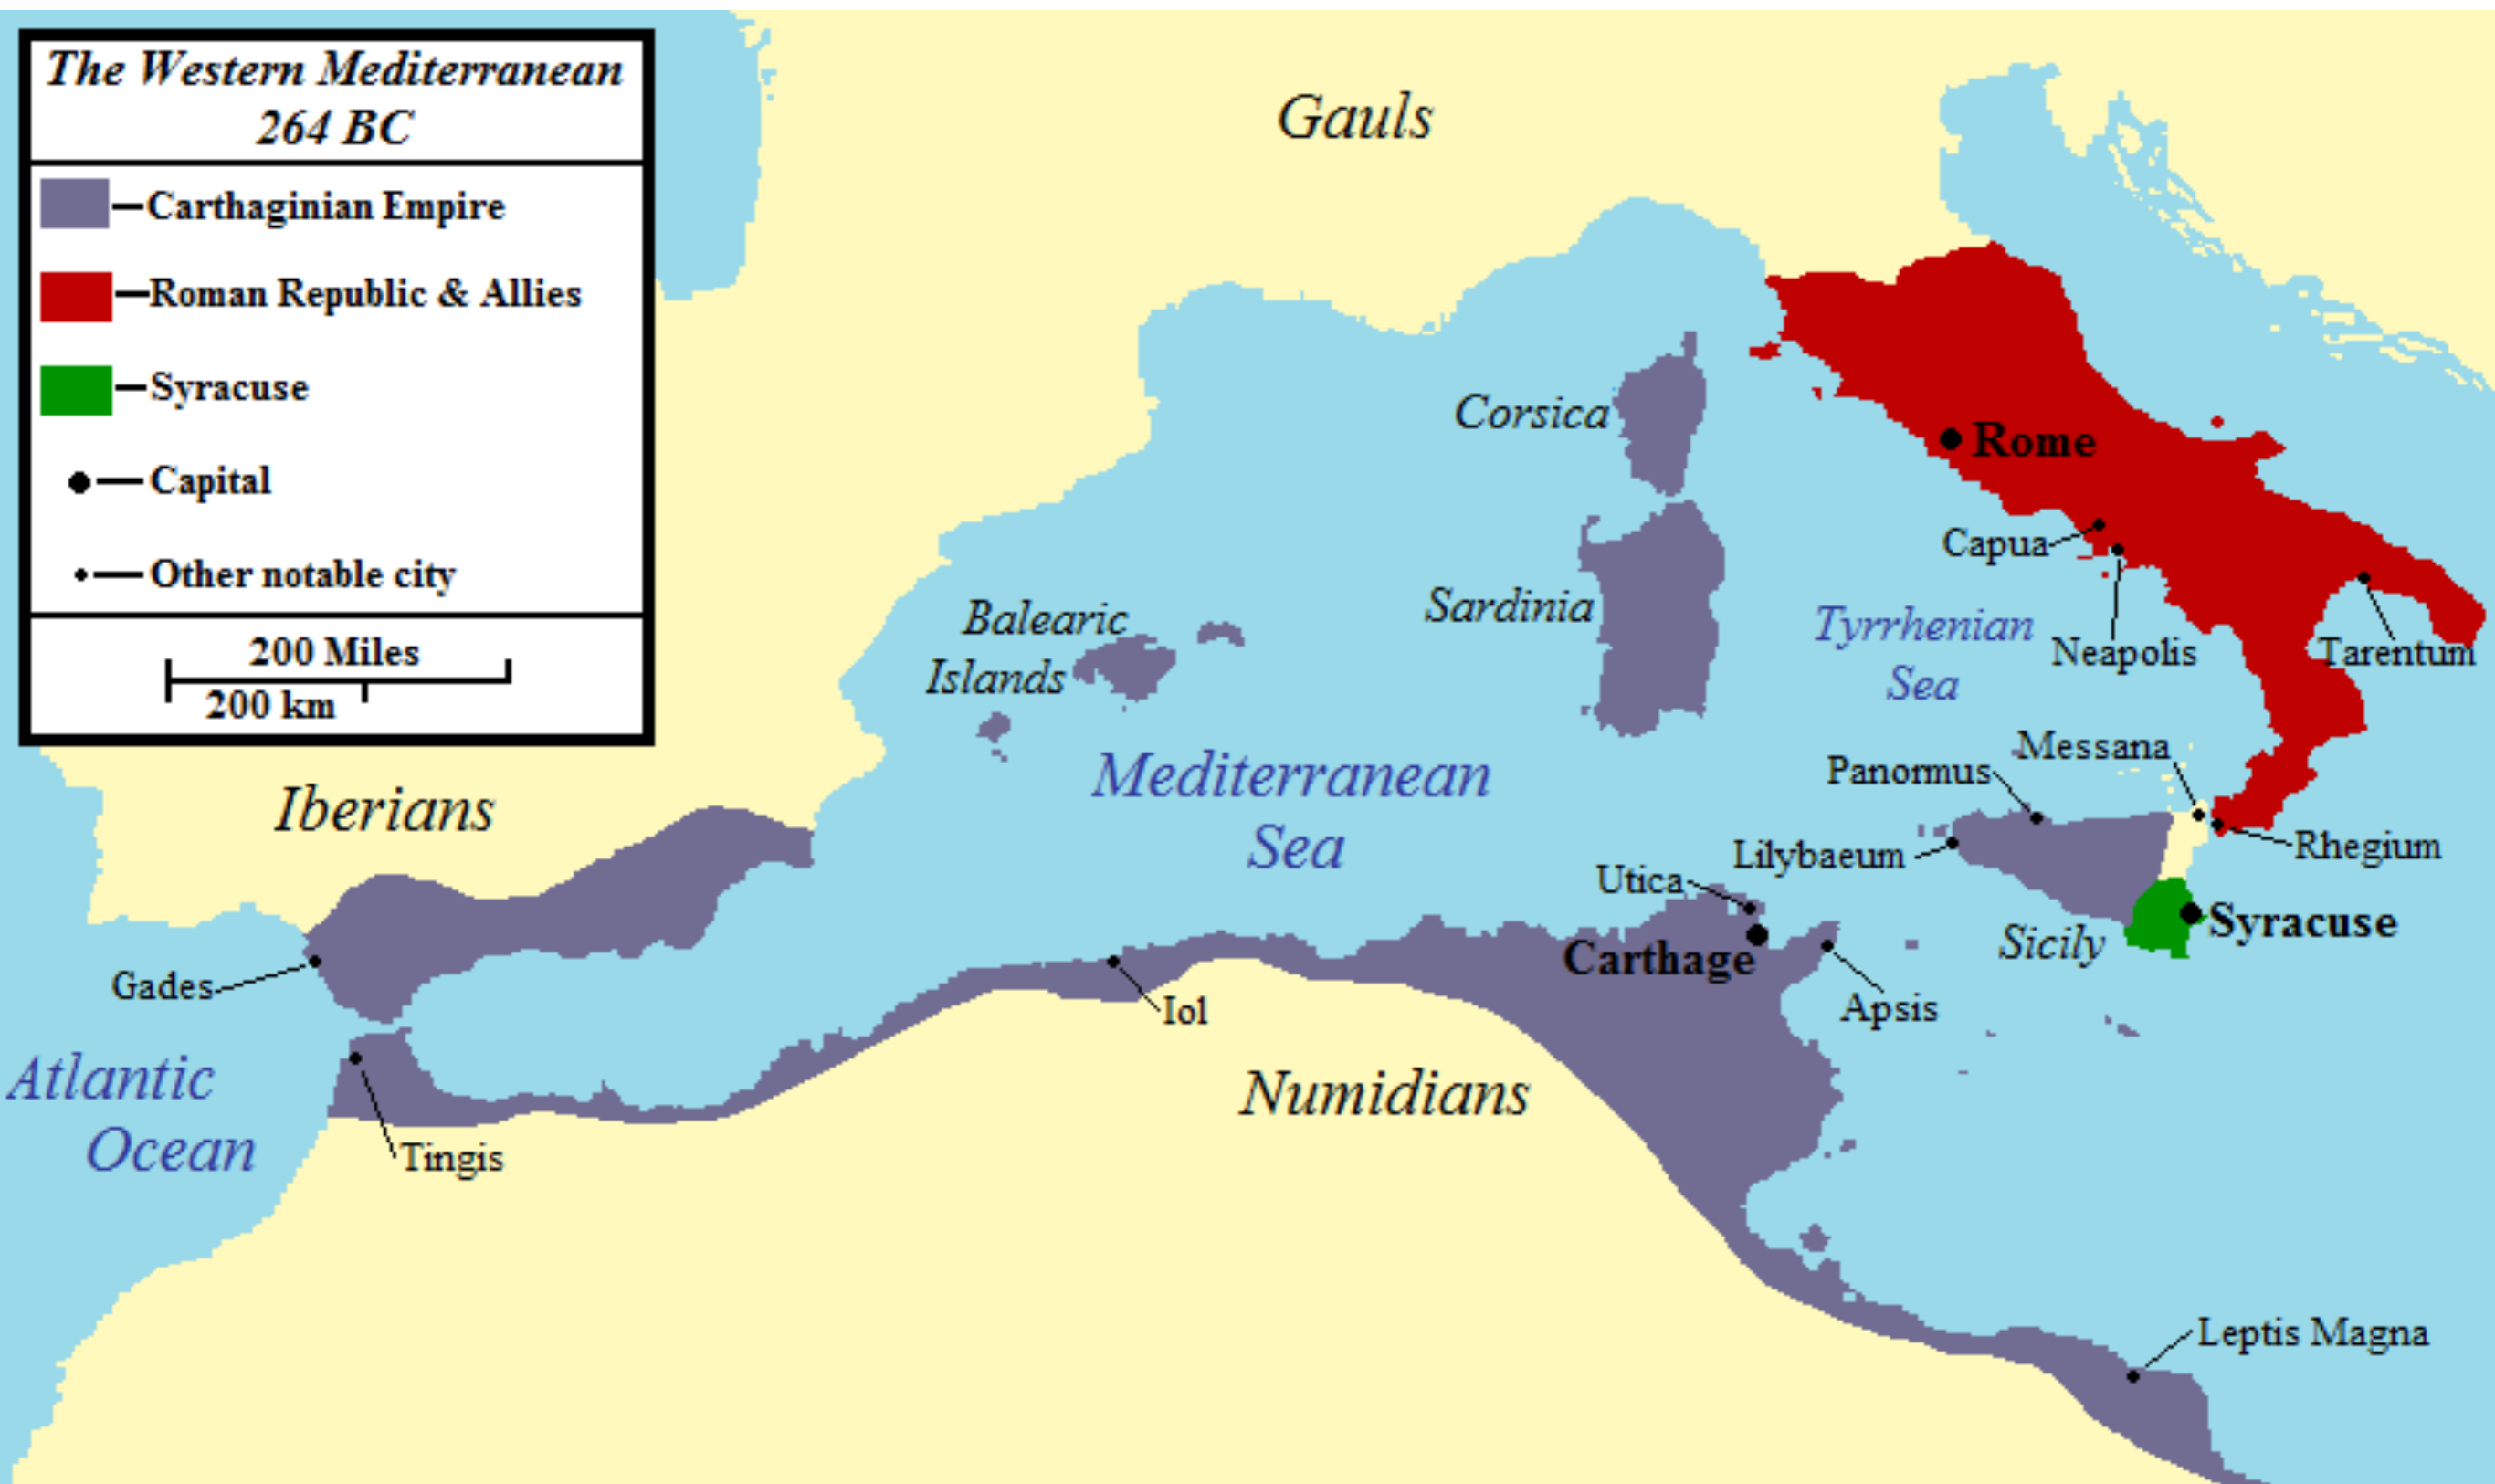 The Western Mediterranean
264 BC
Carthaginian Empire
Roman Republic & Allies
Syracuse
Capital
Other notable city
200 Miles
200 km
Gauls
Corsica
Rome
Capua
Balearic
Islands
Sardinia
Tyrrhenian
Sea
Neapolis
Tarentum
Messana
Panormus
Iberians
Mediterranean
Sea
Lilybaeum
Rhegium
Utica
Syracuse
Sicily
Carthage
Gades
Iol
Apsis
Atlantic
Ocean
Numidians
Tingis
Leptis Magna